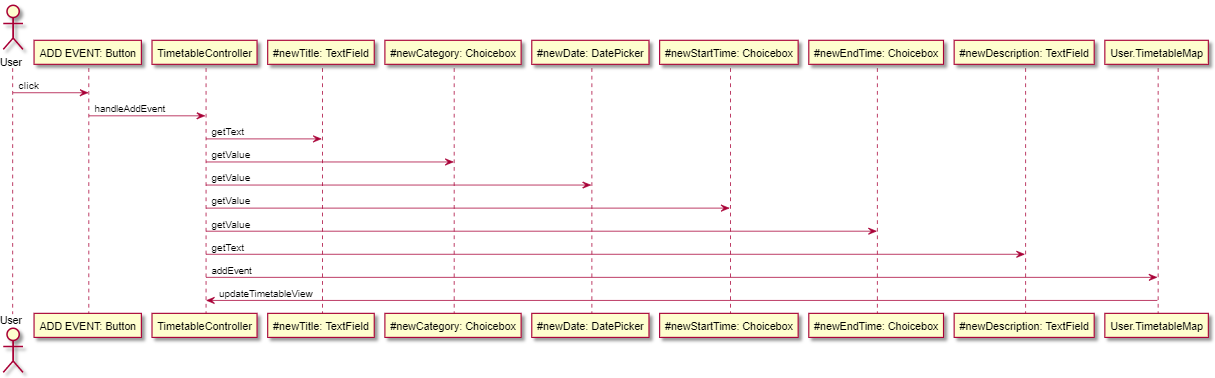 User
ADD EVENT: Button
TimetableController
#newTitle: TextField
#newCategory: Choicebox
#newDate: DatePicker
#newStartTime: Choicebox
#newEndTime: Choicebox
#newDescription: TextField
User.TimetableMap
click
handleAddEvent
getText
getValue
getValue
getValue
getValue
getText
addEvent
updateTimetableView
User
ADD EVENT: Button
TimetableController
#newTitle: TextField
#newCategory: Choicebox
#newDate: DatePicker
#newStartTime: Choicebox
#newEndTime: Choicebox
#newDescription: TextField
User.TimetableMap